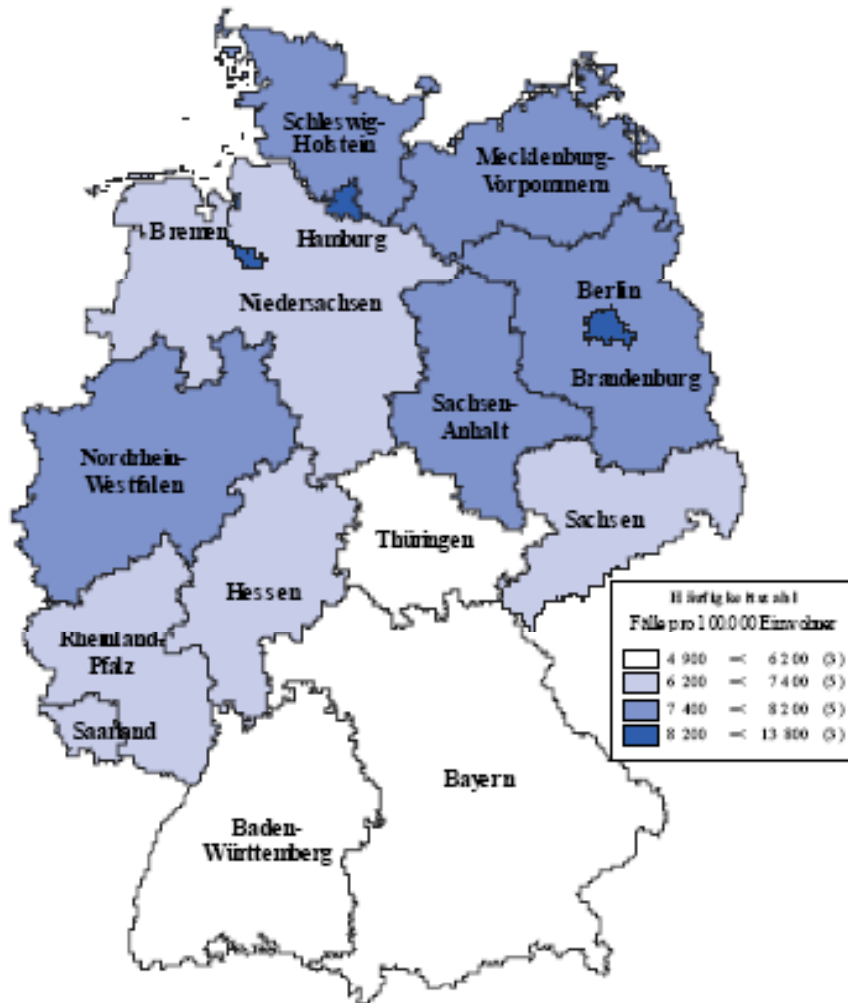 Schleswig-
Holstein
Mecklenburg-
Vorpommern
Bremen
Hamburg
Niedersachsen
Berlin
Brandenburg
Sachsen-
Anhalt
Nordrhein-
Westfalen
Thüringen
Sachsen
Hessen
Rheinland-
Pfalz
Saarland
Bayern
Baden-
Württemberg
Häufigkeitszahl
Fälle pro 100.000 Einwohner
4 900 =< 6 200 (3)
6 200 =< 7 400 (5)
7 400 =< 8 200 (5)
8 200 =< 13 800 (3)